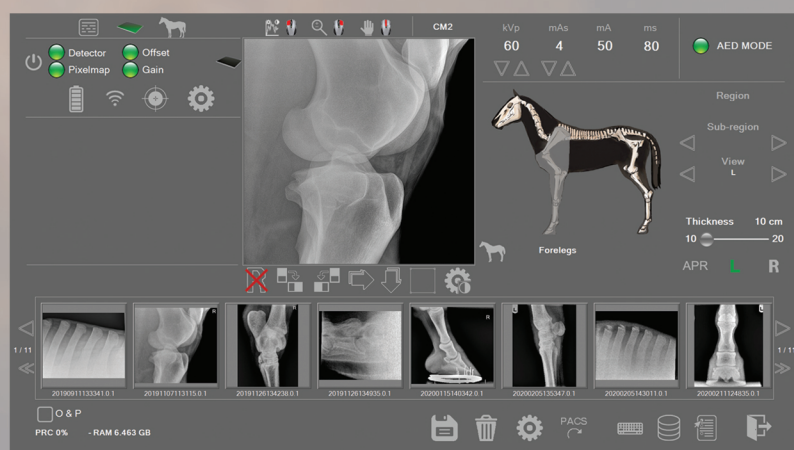 CM2
kVp mAs mA ms
60 4 50 80
AED MODE
Detector Offset
Pixelmap Gain
Region
Sub-region
View
L
Thickness 10 cm
10 20
Forelegs
APR L R
R
1 / 11
R
R
R
L
L
1 / 11
20190911133341.0.1 20191107113115.0.1 20191126134238.0.1 20191126134935.0.1 20200115140342.0.1 20200205135347.0.1 20200205143011.0.1 20200211124835.0.1
O & P
PRC 0% - RAM 6.463 GB
PACS